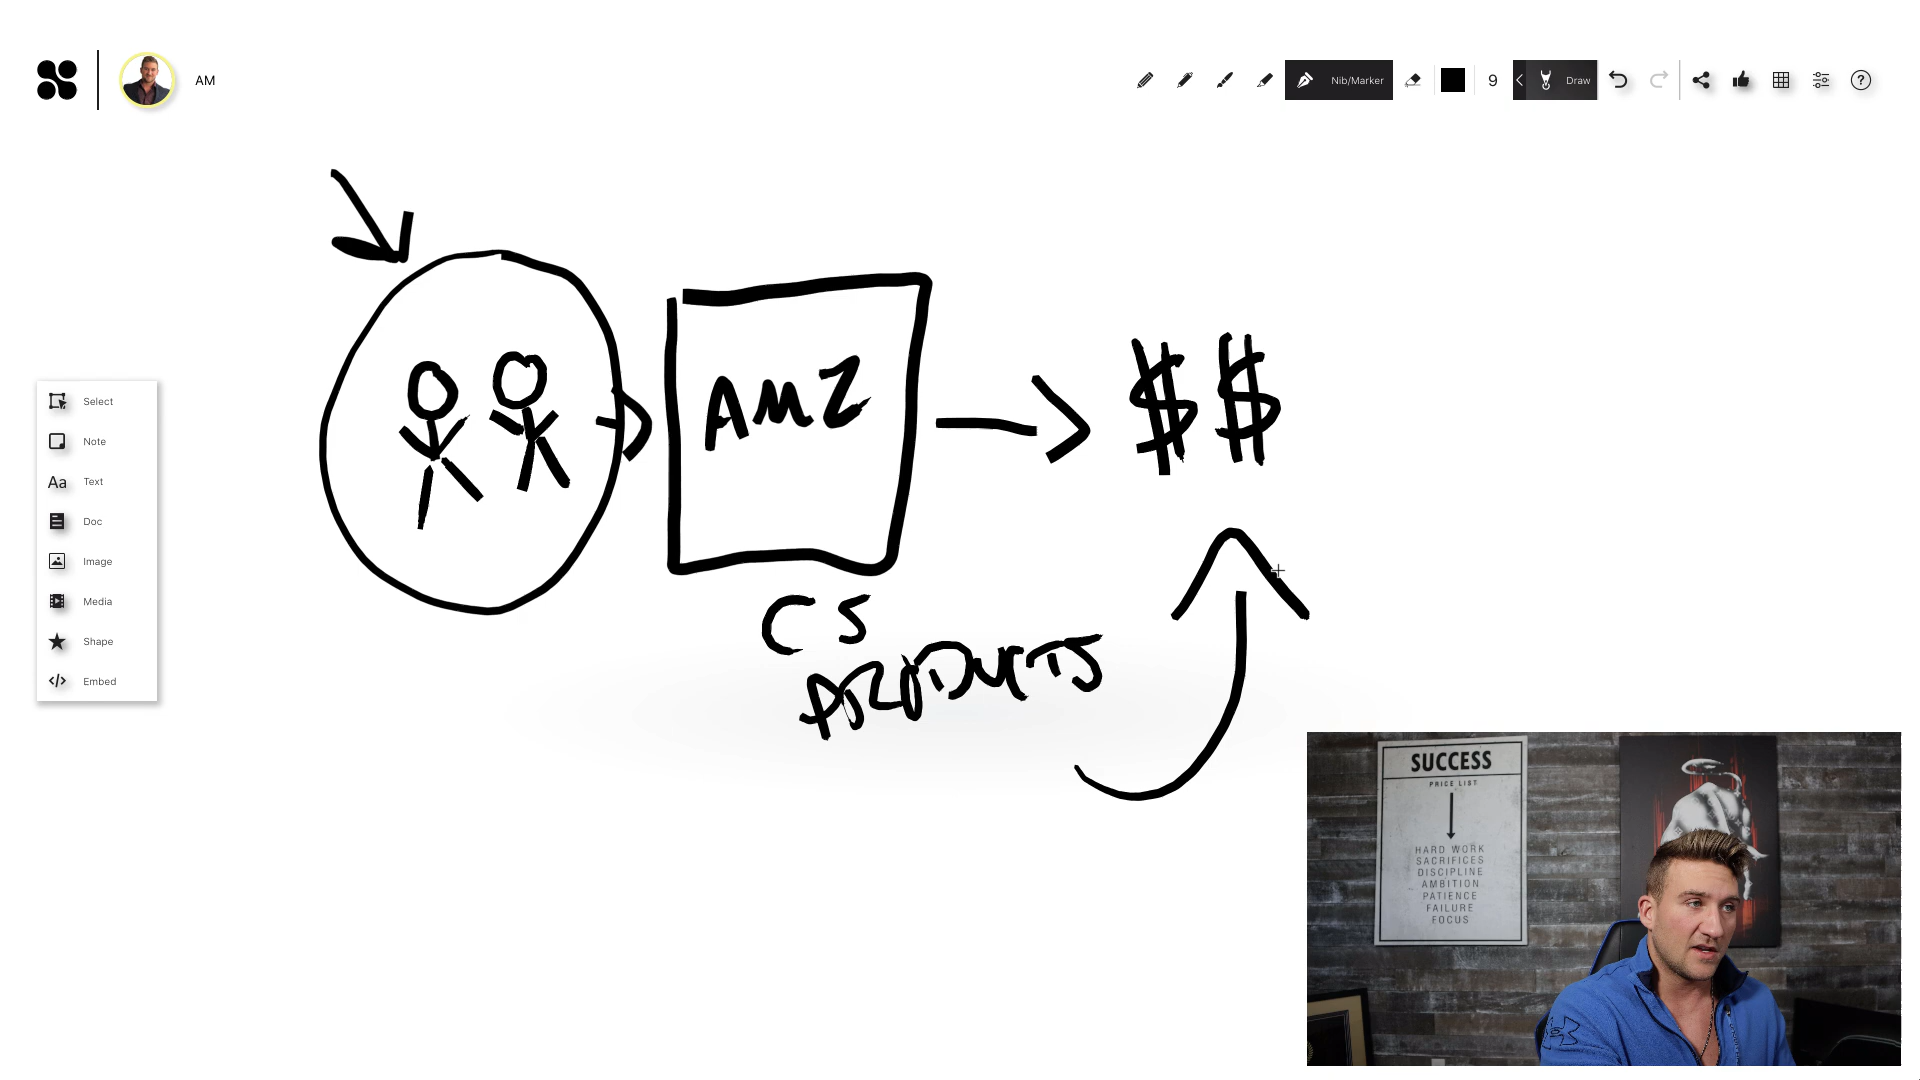 AM
Nib/Marker
9
Draw
Select
Note
Aa Text
Doc
Image
Media
Shape
Embed
AMZ
$$
CS
PRODUCTS
SUCCESS
PRICE LIST
HARD WORK
SACRIFICES
DISCIPLINE
AMBITION
PATIENCE
FAILURE
FOCUS